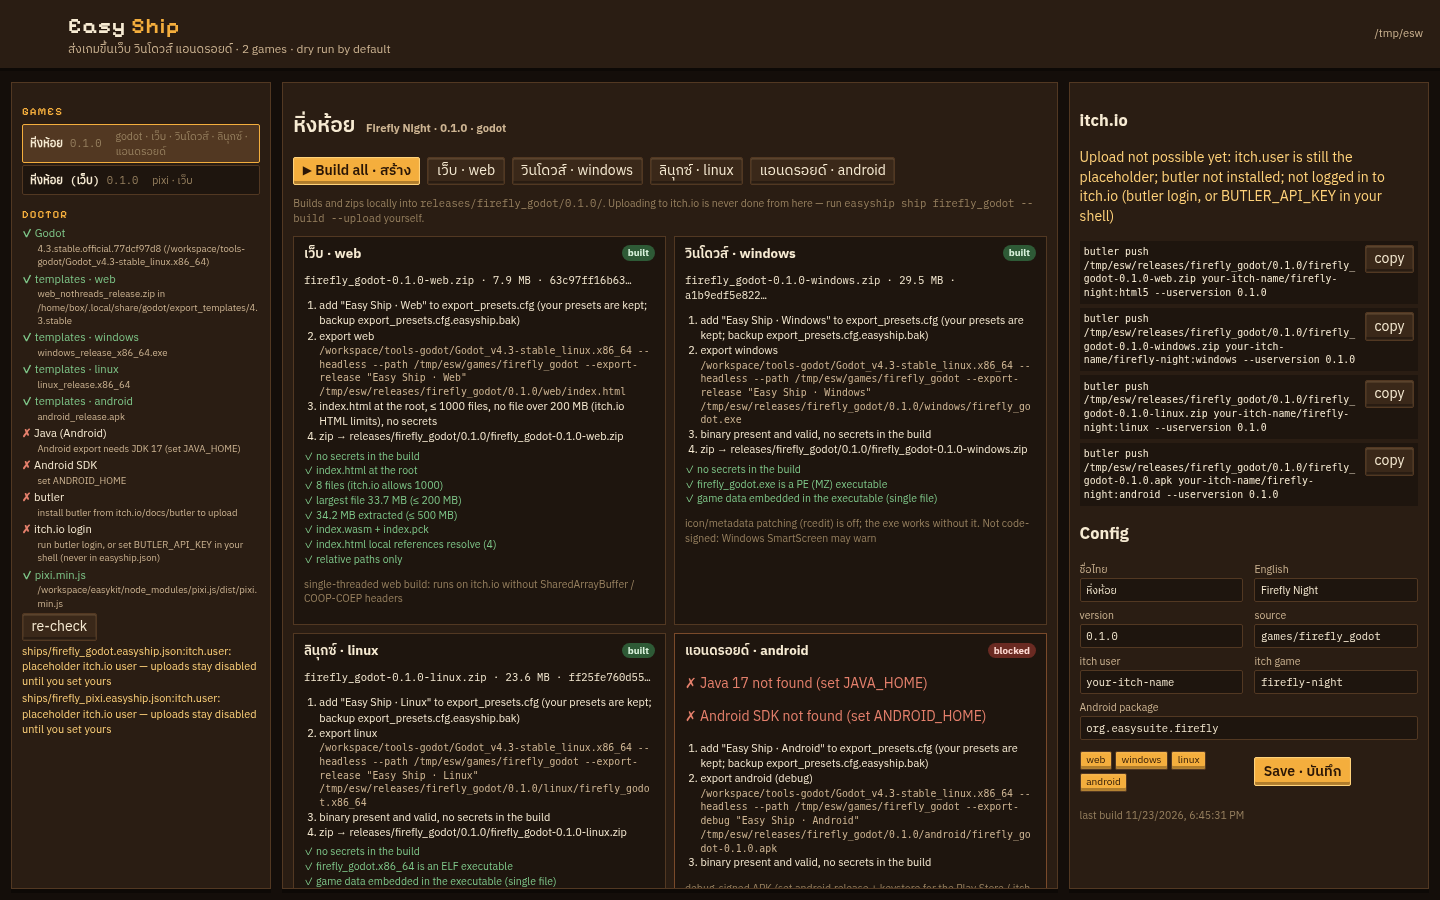 Easy Ship
ส่งเกมขึ้นเว็บ วินโดวส์ แอนดรอยด์ · 2 games · dry run by default
/tmp/esw
GAMES
หิ่งห้อย 0.1.0 godot · เว็บ · วินโดวส์ · ลินุกซ์ ·
แอนดรอยด์
หิ่งห้อย (เว็บ) 0.1.0 pixi · เว็บ
DOCTOR
✓ Godot
4.3.stable.official.77dcf97d8 (/workspace/tools-
godot/Godot_v4.3-stable_linux.x86_64)
✓ templates · web
web_nothreads_release.zip in
/home/box/.local/share/godot/export_templates/4.
3.stable
✓ templates · windows
windows_release_x86_64.exe
✓ templates · linux
linux_release.x86_64
✓ templates · android
android_release.apk
✗ Java (Android)
Android export needs JDK 17 (set JAVA_HOME)
✗ Android SDK
set ANDROID_HOME
✗ butler
install butler from itch.io/docs/butler to upload
✗ itch.io login
run butler login, or set BUTLER_API_KEY in your
shell (never in easyship.json)
✓ pixi.min.js
/workspace/easykit/node_modules/pixi.js/dist/pixi.
min.js
re-check
ships/firefly_godot.easyship.json:itch.user:
placeholder itch.io user — uploads stay disabled
until you set yours
ships/firefly_pixi.easyship.json:itch.user:
placeholder itch.io user — uploads stay disabled
until you set yours
หิ่งห้อย Firefly Night · 0.1.0 · godot
▶ Build all · สร้าง
เว็บ · web
วินโดวส์ · windows
ลินุกซ์ · linux
แอนดรอยด์ · android
Builds and zips locally into releases/firefly_godot/0.1.0/. Uploading to itch.io is never done from here — run easyship ship firefly_godot --
build --upload yourself.
เว็บ · web built
firefly_godot-0.1.0-web.zip · 7.9 MB · 63c97ff16b63…
1. add "Easy Ship · Web" to export_presets.cfg (your presets are kept;
backup export_presets.cfg.easyship.bak)
2. export web
/workspace/tools-godot/Godot_v4.3-stable_linux.x86_64 --
headless --path /tmp/esw/games/firefly_godot --export-
release "Easy Ship · Web"
/tmp/esw/releases/firefly_godot/0.1.0/web/index.html
3. index.html at the root, ≤ 1000 files, no file over 200 MB (itch.io
HTML limits), no secrets
4. zip → releases/firefly_godot/0.1.0/firefly_godot-0.1.0-web.zip
✓ no secrets in the build
✓ index.html at the root
✓ 8 files (itch.io allows 1000)
✓ largest file 33.7 MB (≤ 200 MB)
✓ 34.2 MB extracted (≤ 500 MB)
✓ index.wasm + index.pck
✓ index.html local references resolve (4)
✓ relative paths only
single-threaded web build: runs on itch.io without SharedArrayBuffer /
COOP-COEP headers
วินโดวส์ · windows built
firefly_godot-0.1.0-windows.zip · 29.5 MB ·
a1b9edf5e822…
1. add "Easy Ship · Windows" to export_presets.cfg (your presets are
kept; backup export_presets.cfg.easyship.bak)
2. export windows
/workspace/tools-godot/Godot_v4.3-stable_linux.x86_64 --
headless --path /tmp/esw/games/firefly_godot --export-
release "Easy Ship · Windows"
/tmp/esw/releases/firefly_godot/0.1.0/windows/firefly_go
dot.exe
3. binary present and valid, no secrets in the build
4. zip → releases/firefly_godot/0.1.0/firefly_godot-0.1.0-windows.zip
✓ no secrets in the build
✓ firefly_godot.exe is a PE (MZ) executable
✓ game data embedded in the executable (single file)
icon/metadata patching (rcedit) is off; the exe works without it. Not code-
signed: Windows SmartScreen may warn
ลินุกซ์ · linux built
firefly_godot-0.1.0-linux.zip · 23.6 MB · ff25fe760d55…
1. add "Easy Ship · Linux" to export_presets.cfg (your presets are kept;
backup export_presets.cfg.easyship.bak)
2. export linux
/workspace/tools-godot/Godot_v4.3-stable_linux.x86_64 --
headless --path /tmp/esw/games/firefly_godot --export-
release "Easy Ship · Linux"
/tmp/esw/releases/firefly_godot/0.1.0/linux/firefly_godo
t.x86_64
3. binary present and valid, no secrets in the build
4. zip → releases/firefly_godot/0.1.0/firefly_godot-0.1.0-linux.zip
✓ no secrets in the build
✓ firefly_godot.x86_64 is an ELF executable
✓ game data embedded in the executable (single file)
แอนดรอยด์ · android blocked
✗ Java 17 not found (set JAVA_HOME)
✗ Android SDK not found (set ANDROID_HOME)
1. add "Easy Ship · Android" to export_presets.cfg (your presets are
kept; backup export_presets.cfg.easyship.bak)
2. export android (debug)
/workspace/tools-godot/Godot_v4.3-stable_linux.x86_64 --
headless --path /tmp/esw/games/firefly_godot --export-
debug "Easy Ship · Android"
/tmp/esw/releases/firefly_godot/0.1.0/android/firefly_go
dot-0.1.0.apk
3. binary present and valid, no secrets in the build
itch.io
Upload not possible yet: itch.user is still the
placeholder; butler not installed; not logged in to
itch.io (butler login, or BUTLER_API_KEY in your
shell)
butler push
/tmp/esw/releases/firefly_godot/0.1.0/firefly_
godot-0.1.0-web.zip your-itch-name/firefly-
night:html5 --userversion 0.1.0
copy
butler push
/tmp/esw/releases/firefly_godot/0.1.0/firefly_
godot-0.1.0-windows.zip your-itch-
name/firefly-night:windows --userversion 0.1.0
copy
butler push
/tmp/esw/releases/firefly_godot/0.1.0/firefly_
godot-0.1.0-linux.zip your-itch-name/firefly-
night:linux --userversion 0.1.0
copy
butler push
/tmp/esw/releases/firefly_godot/0.1.0/firefly_
godot-0.1.0.apk your-itch-name/firefly-
night:android --userversion 0.1.0
copy
Config
ชื่อไทย English
หิ่งห้อย Firefly Night
version source
0.1.0 games/firefly_godot
itch user itch game
your-itch-name firefly-night
Android package
org.easysuite.firefly
web windows linux
android
Save · บันทึก
last build 11/23/2026, 6:45:31 PM